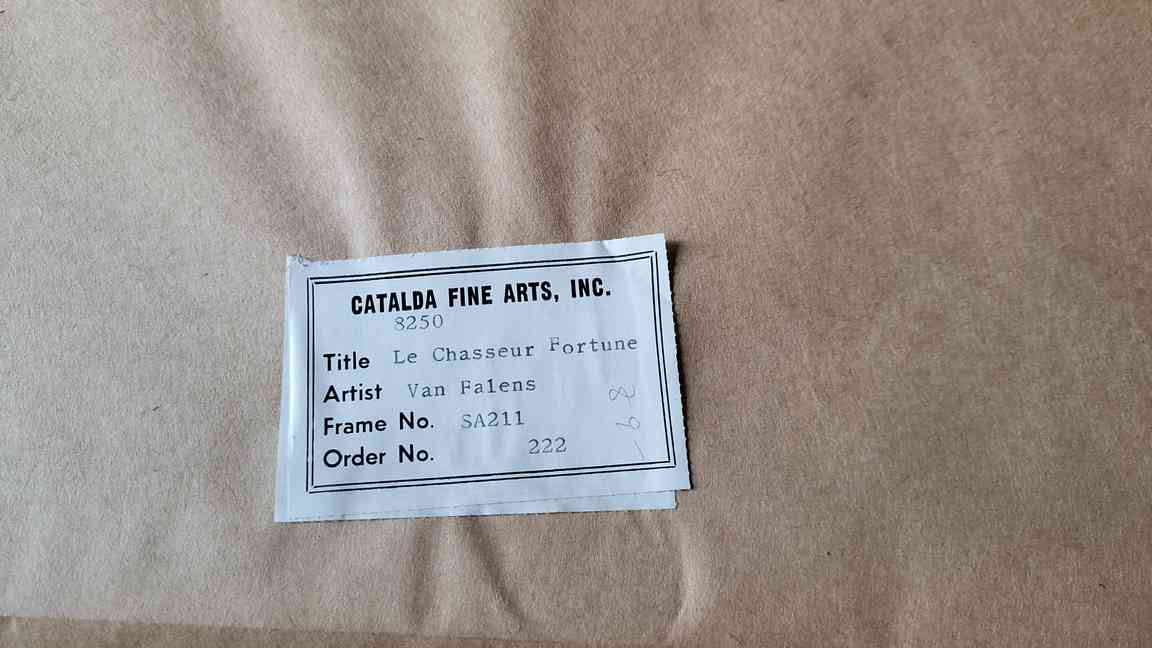 CATALDA FINE ARTS, INC.
8250
Title Le Chasseur Fortune
Artist Van Falens
Frame No. SA211
Order No. 222